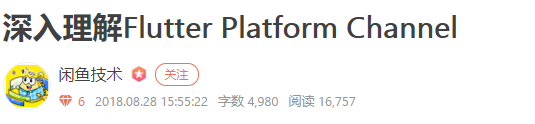 深入理解Flutter Platform Channel
闲鱼技术 关注
6 2018.08.28 15:55:22 字数 4,980 阅读 16,757